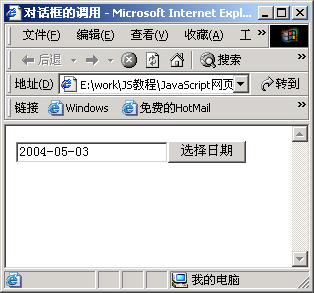 对话框的调用 - Microsoft Internet Expl...
文件(F) 编辑(E) 查看(V) 收藏(A) 工 »
后退 搜索 »
地址(D) E:\work\JS教程\JavaScript网页 转到
链接 Windows 免费的HotMail »
2004-05-03 选择日期
我的电脑